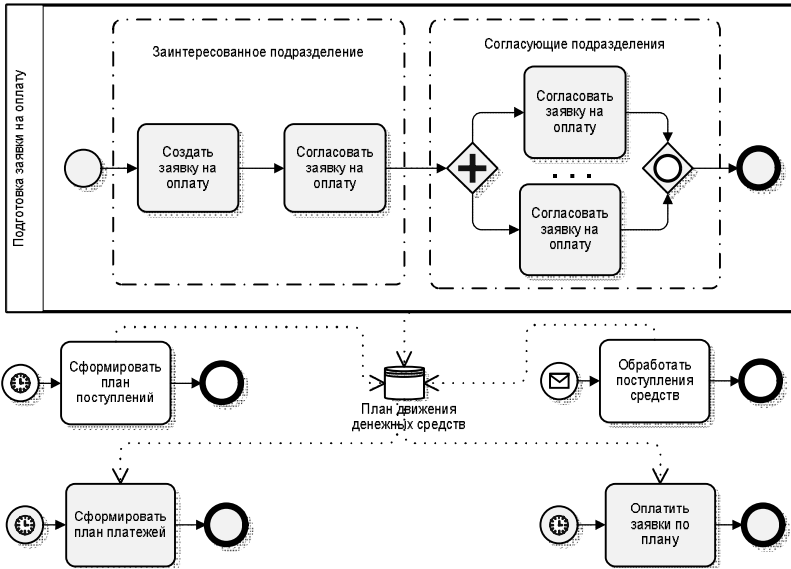 Подготовка заявки на оплату
Заинтересованное подразделение
Согласующие подразделения
Создать
заявку на
оплату
Согласовать
заявку на
оплату
Согласовать
заявку на
оплату
...
Согласовать
заявку на
оплату
Сформировать
план
поступлений
План движения
денежных средств
Обработать
поступления
средств
Сформировать
план платежей
Оплатить
заявки по
плану